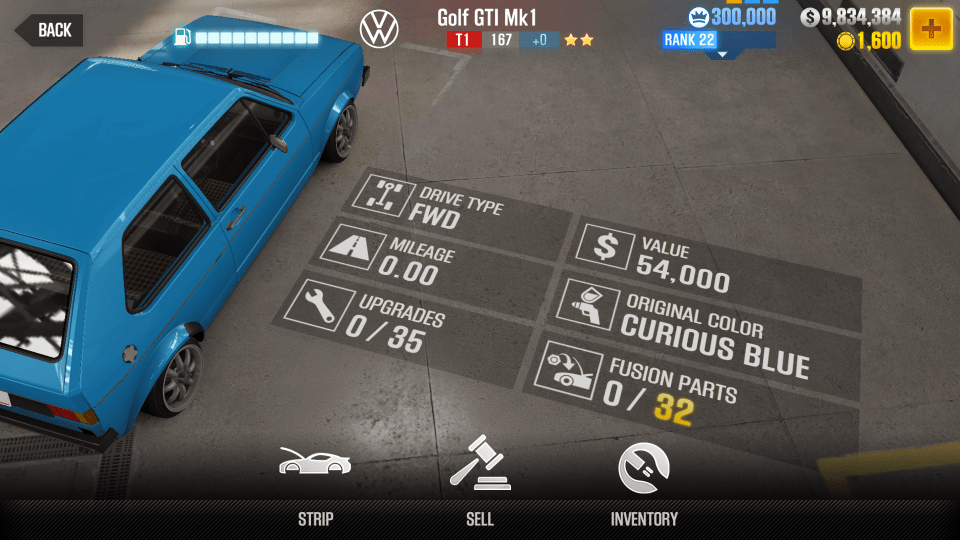 BACK
Golf GTI Mk1
T1 167 +0
300,000
RANK 22
$ 9,834,384
1,600
DRIVE TYPE
FWD
MILEAGE
0.00
UPGRADES
0 / 35
$
VALUE
54,000
ORIGINAL COLOR
CURIOUS BLUE
FUSION PARTS
0 / 32
STRIP
SELL
INVENTORY